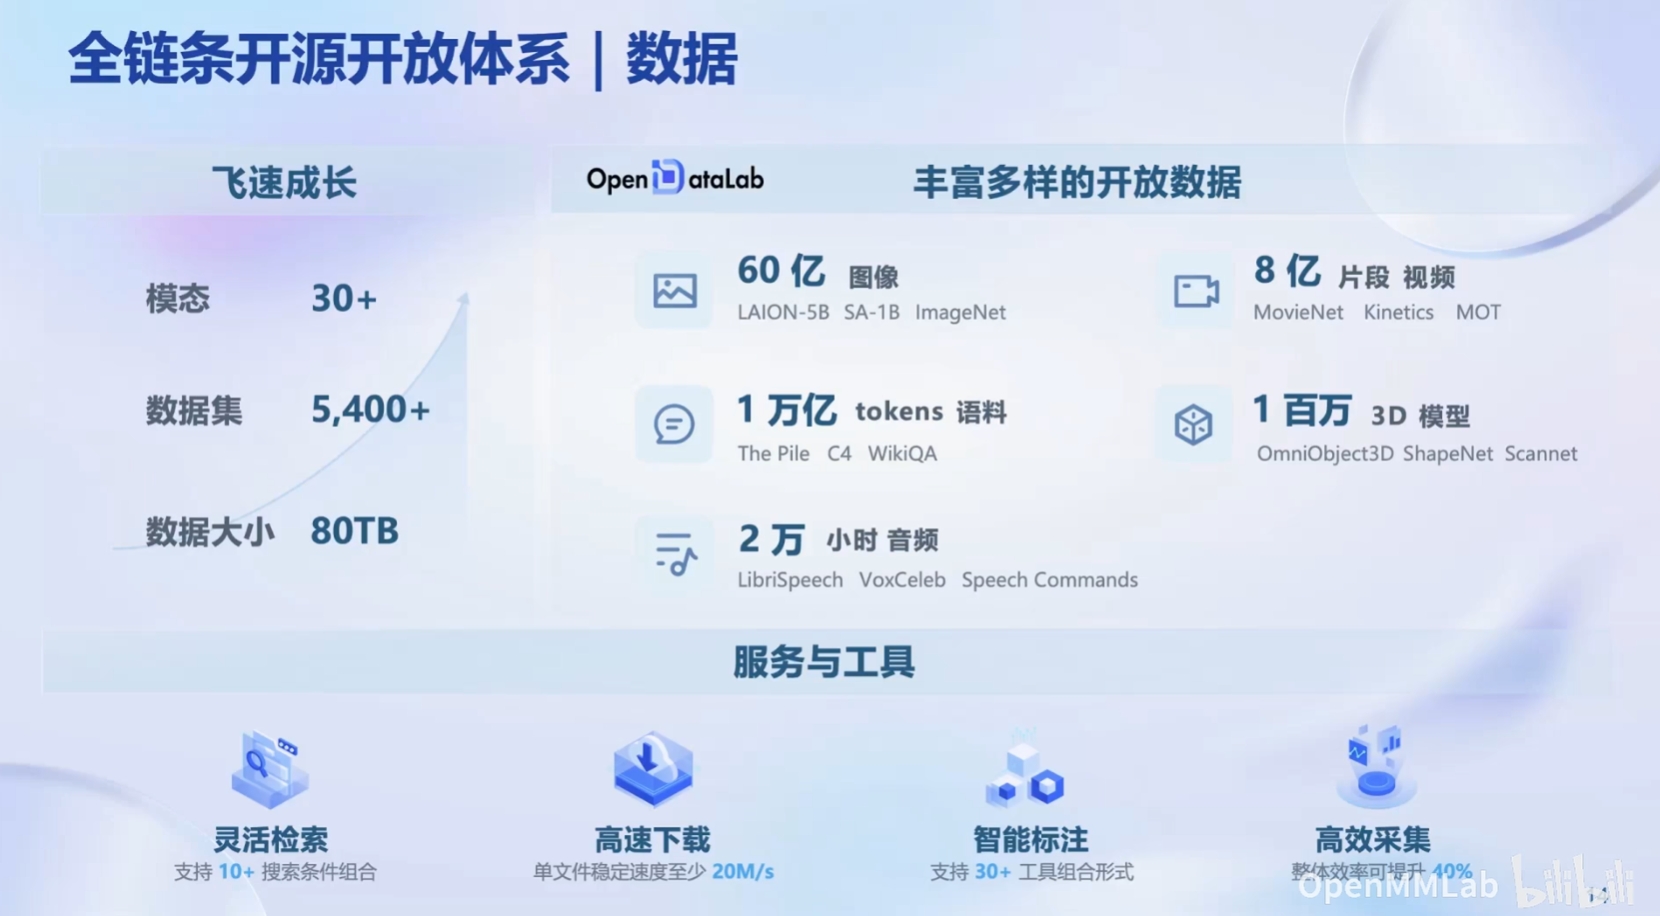 全链条开源开放体系 | 数据
飞速成长
模态 30+
数据集 5,400+
数据大小 80TB
OpenDataLab 丰富多样的开放数据
60 亿 图像
LAION-5B SA-1B ImageNet
8 亿 片段 视频
MovieNet Kinetics MOT
1 万亿 tokens 语料
The Pile C4 WikiQA
1 百万 3D 模型
OmniObject3D ShapeNet Scannet
2 万 小时 音频
LibriSpeech VoxCeleb Speech Commands
服务与工具
灵活检索
支持 10+ 搜索条件组合
高速下载
单文件稳定速度至少 20M/s
智能标注
支持 30+ 工具组合形式
高效采集
整体效率可提升 40%
OpenMMLab bilibili